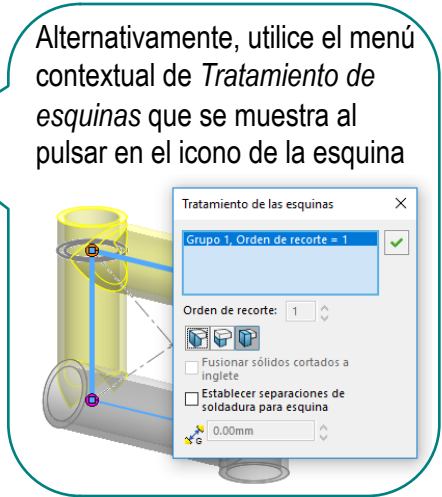 Alternativamente, utilice el menú
contextual de Tratamiento de
esquinas que se muestra al
pulsar en el icono de la esquina
Tratamiento de las esquinas
Grupo 1, Orden de recorte = 1
Orden de recorte: 1
Fusionar sólidos cortados a
inglete
Establecer separaciones de
soldadura para esquina
G
0.00mm